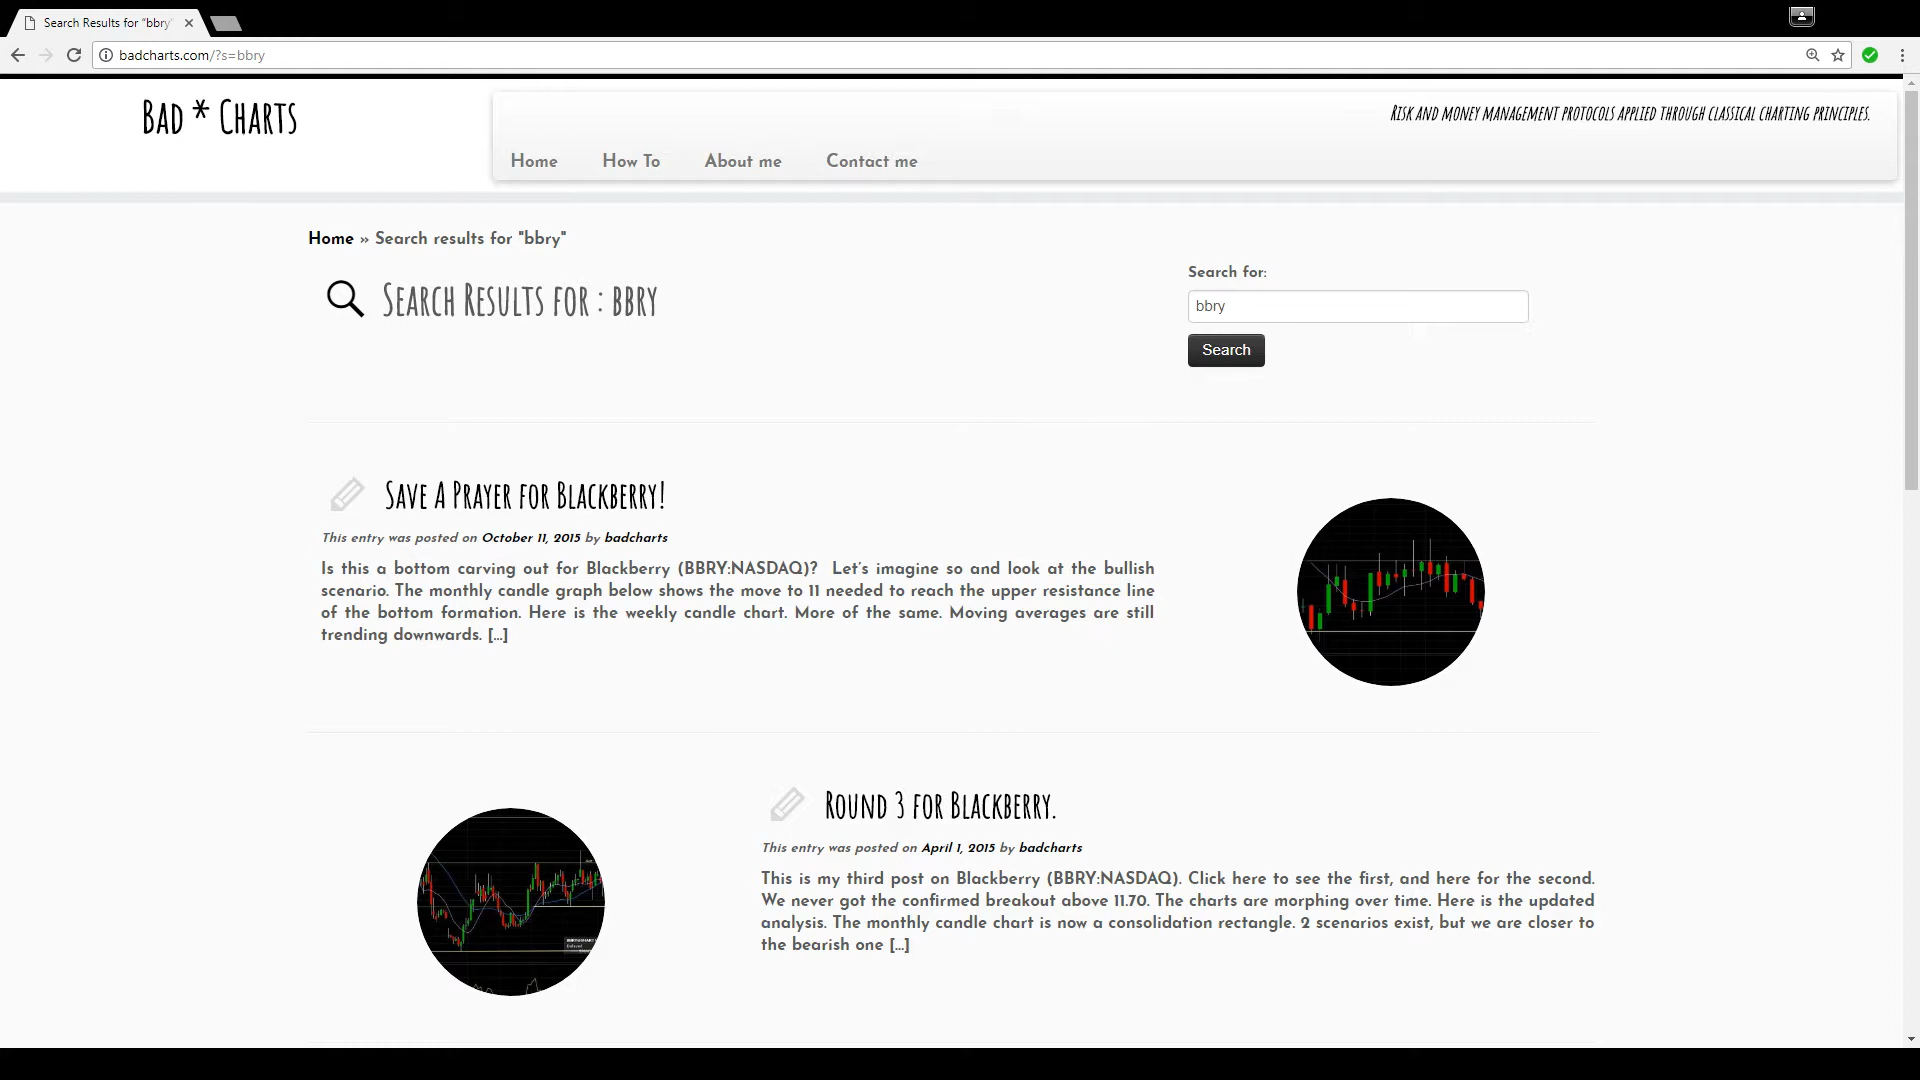 Search Results for “bbry”
badcharts.com/?s=bbry
Bad * Charts
Risk and money management protocols applied through classical charting principles.
Home How To About me Contact me
Home » Search results for "bbry"
Search Results for : bbry
Search for:
bbry
Search
Save A Prayer for Blackberry!
This entry was posted on October 11, 2015 by badcharts
Is this a bottom carving out for Blackberry (BBRY:NASDAQ)? Let’s imagine so and look at the bullish
scenario. The monthly candle graph below shows the move to 11 needed to reach the upper resistance line
of the bottom formation. Here is the weekly candle chart. More of the same. Moving averages are still
trending downwards. [...]
Round 3 for Blackberry.
This entry was posted on April 1, 2015 by badcharts
This is my third post on Blackberry (BBRY:NASDAQ). Click here to see the first, and here for the second.
We never got the confirmed breakout above 11.70. The charts are morphing over time. Here is the updated
analysis. The monthly candle chart is now a consolidation rectangle. 2 scenarios exist, but we are closer to
the bearish one [...]